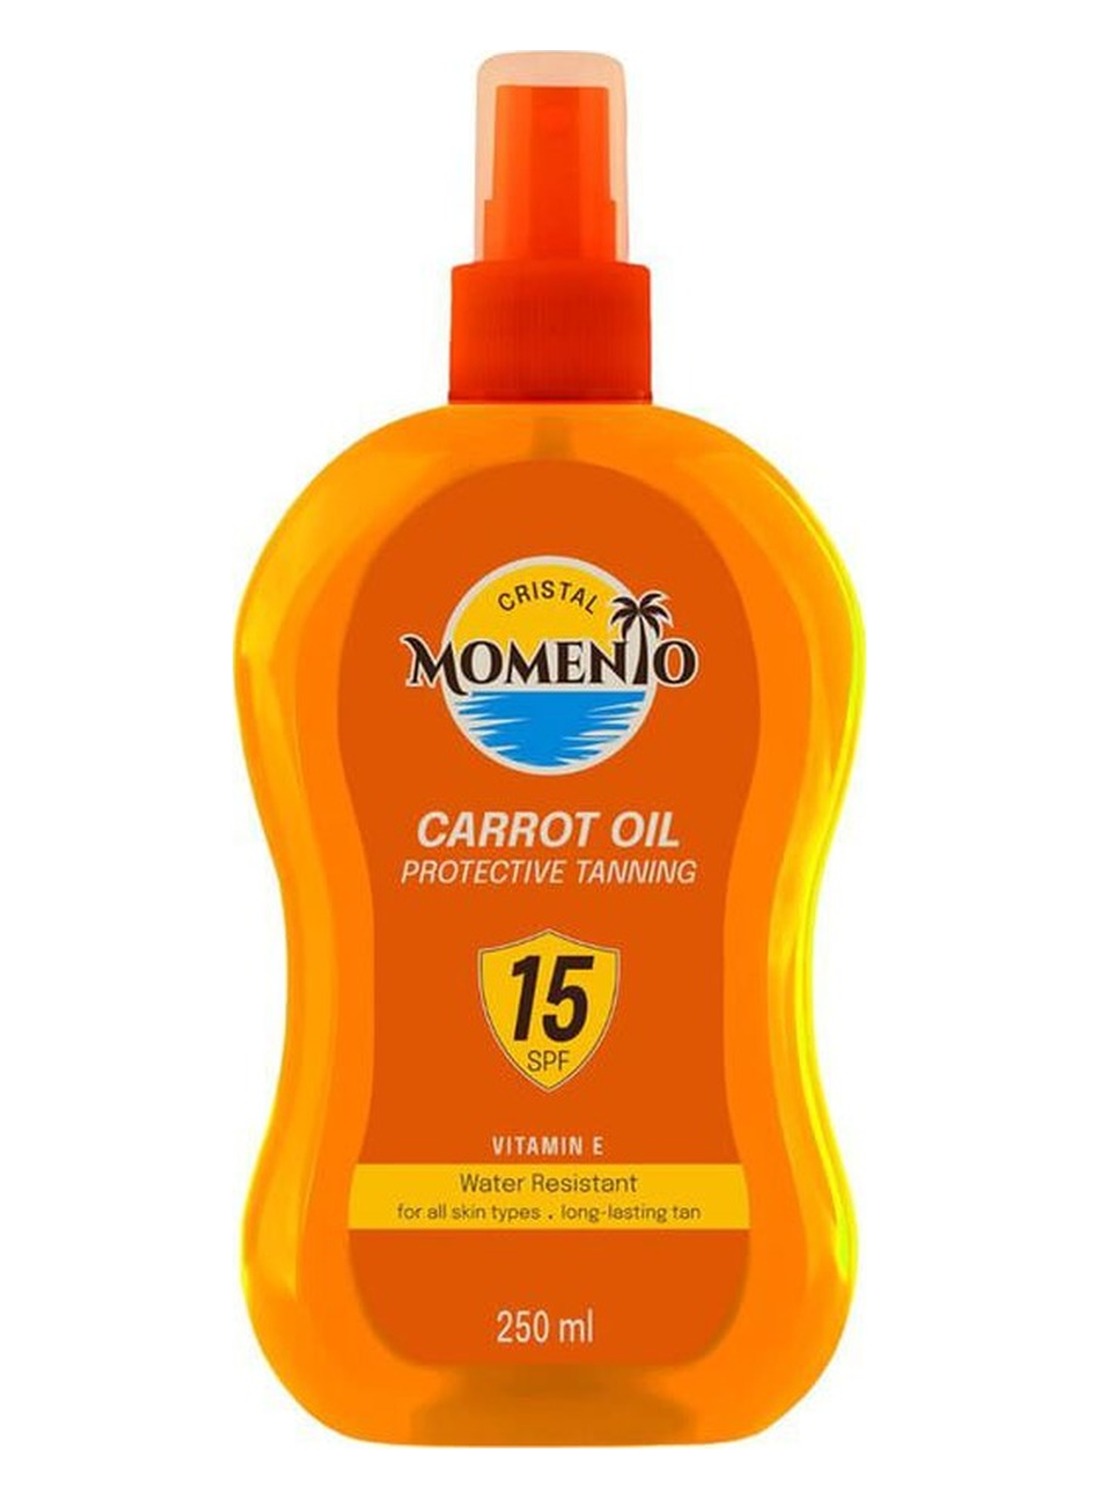 CRISTAL
MOMENTO
CARROT OIL
PROTECTIVE TANNING
15
SPF
VITAMIN E
Water Resistant
for all skin types . long-lasting tan
250 ml